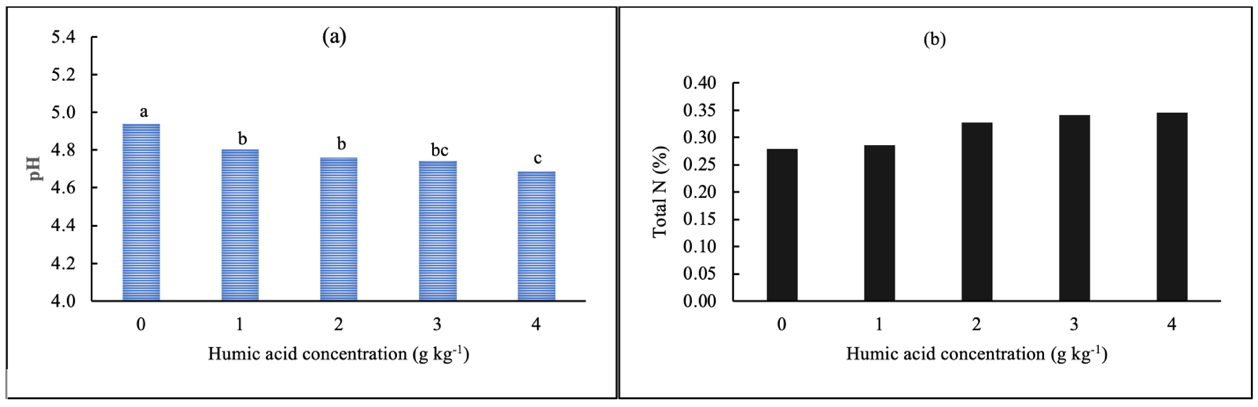 (a)
5.4
5.2
5.0
4.8
4.6
4.4
4.2
4.0
pH
a
b
b
bc
c
0 1 2 3 4
Humic acid concentration (g kg⁻¹)
(b)
0.40
0.35
0.30
0.25
0.20
0.15
0.10
0.05
0.00
Total N (%)
0 1 2 3 4
Humic acid concentration (g kg⁻¹)